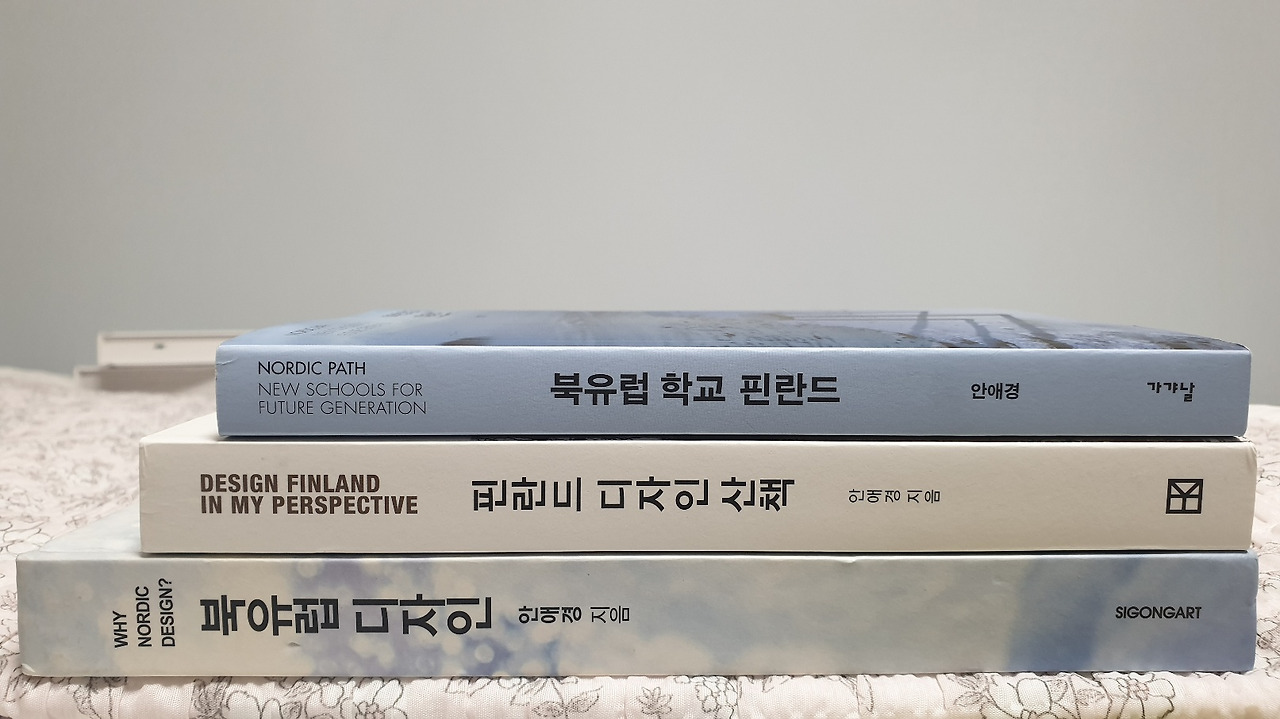 NORDIC PATH
NEW SCHOOLS FOR
FUTURE GENERATION
북유럽 학교 핀란드
안애경
가갸날
DESIGN FINLAND
IN MY PERSPECTIVE
핀란드 디자인 산책
안애경 지음
WHY
NORDIC
DESIGN?
북유럽 디자인
안애경 지음
SIGONGART